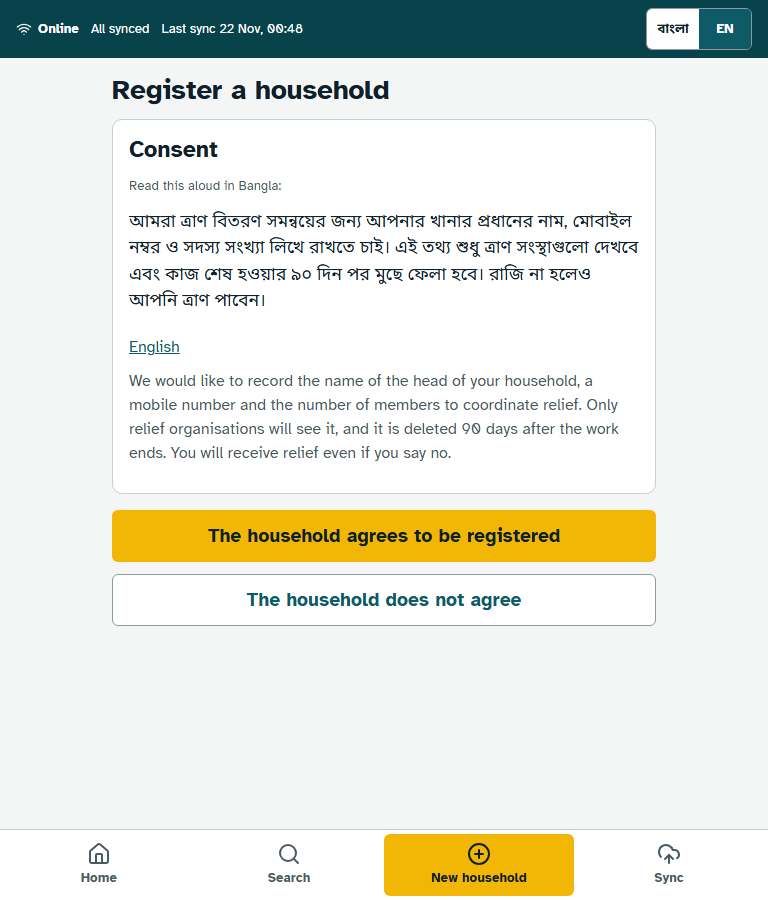 Online All synced Last sync 22 Nov, 00:48 বাংলা EN
Register a household
Consent
Read this aloud in Bangla:
আমরা ত্রাণ বিতরণ সমন্বয়ের জন্য আপনার খানার প্রধানের নাম, মোবাইল
নম্বর ও সদস্য সংখ্যা লিখে রাখতে চাই। এই তথ্য শুধু ত্রাণ সংস্থাগুলো দেখবে
এবং কাজ শেষ হওয়ার ৯০ দিন পর মুছে ফেলা হবে। রাজি না হলেও
আপনি ত্রাণ পাবেন।
English
We would like to record the name of the head of your household, a
mobile number and the number of members to coordinate relief. Only
relief organisations will see it, and it is deleted 90 days after the work
ends. You will receive relief even if you say no.
The household agrees to be registered
The household does not agree
Home Search New household Sync